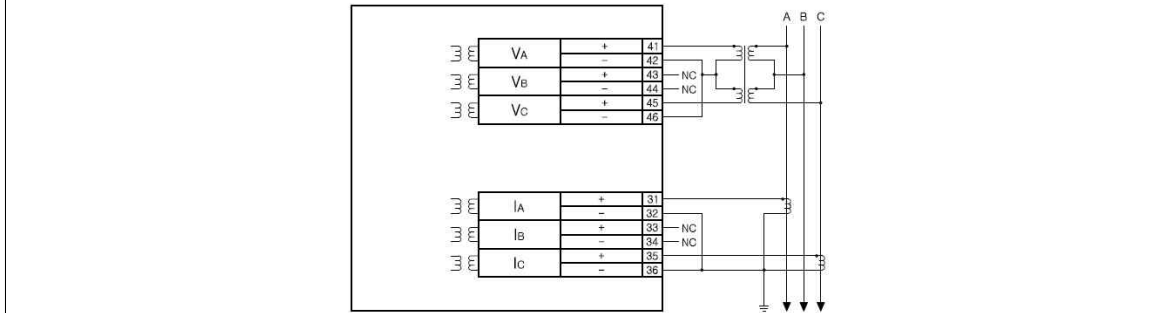 A B C
VA + 41
− 42
VB + 43 NC
− 44 NC
VC + 45
− 46
IA + 31
− 32
IB + 33 NC
− 34 NC
IC + 35
− 36